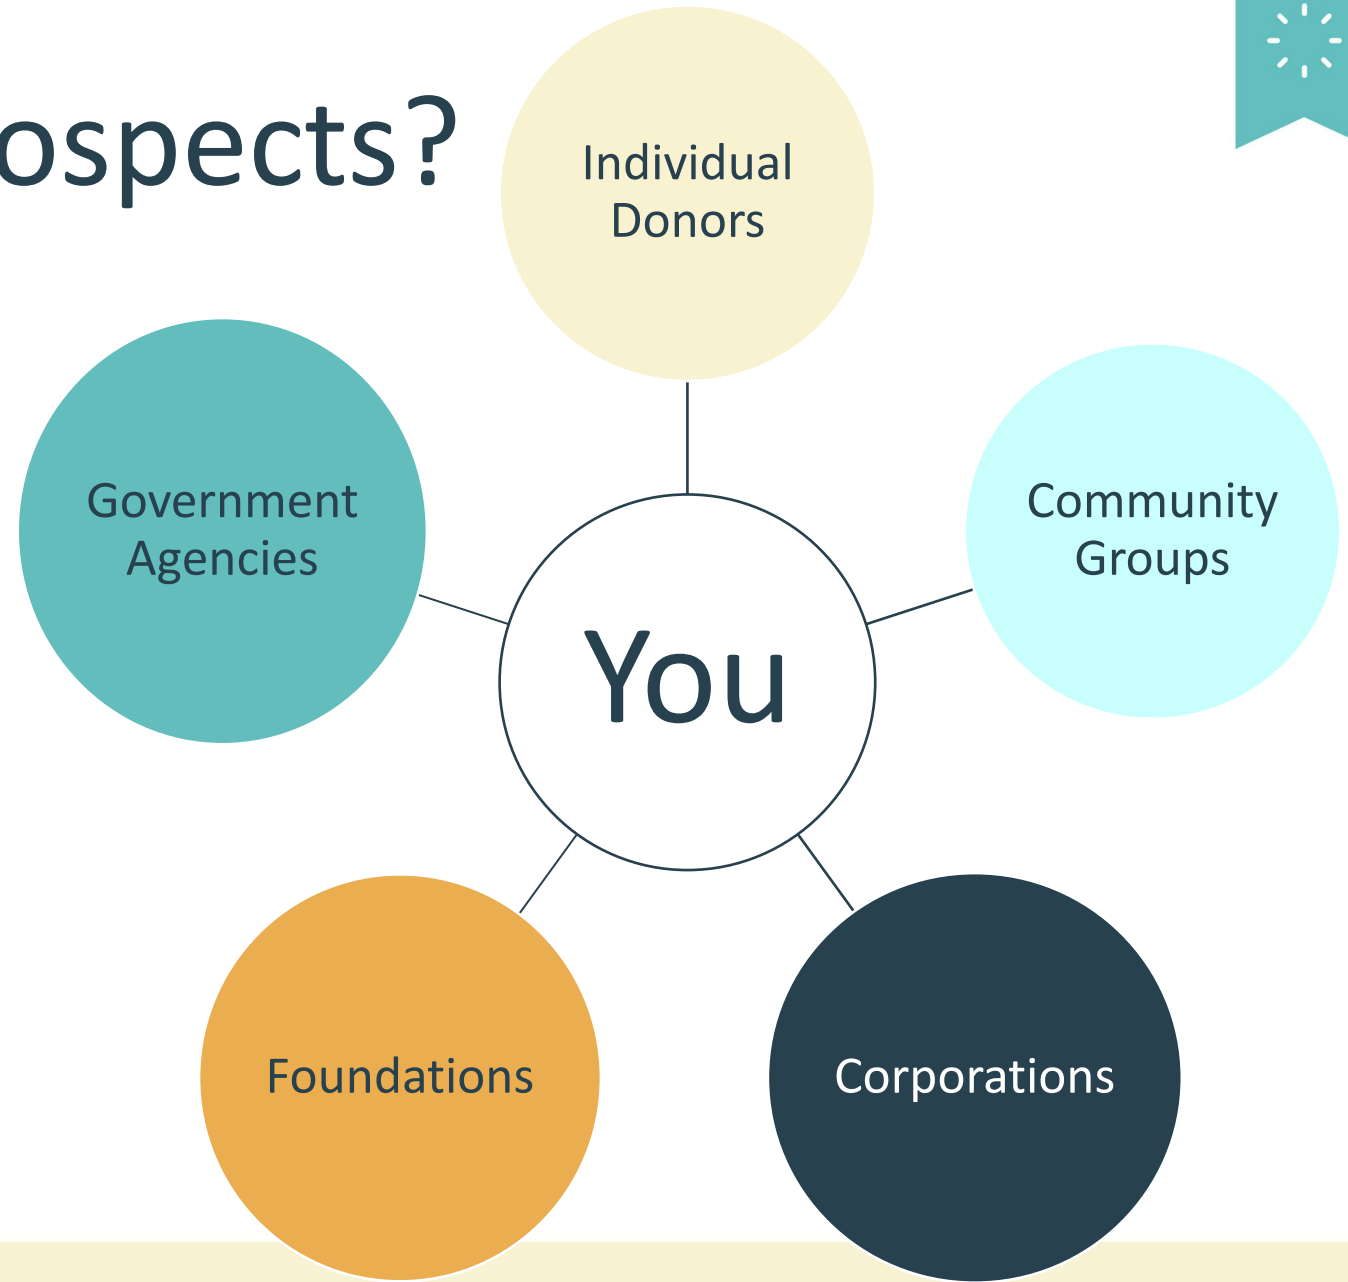 ospects?
Individual
Donors
Government
Agencies
Community
Groups
You
Foundations
Corporations